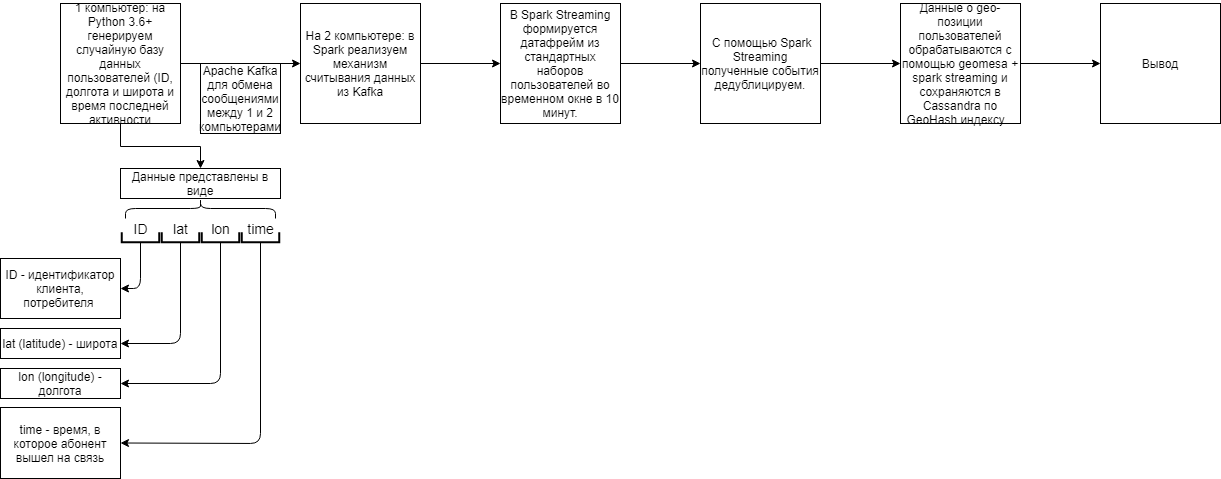 1 компьютер: на
Python 3.6+
генерируем
случайную базу
данных
пользователей (ID,
долгота и широта и
время последней
активности
Apache Kafka
для обмена
сообщениями
между 1 и 2
компьютерами
На 2 компьютере: в
Spark реализуем
механизм
считывания данных
из Kafka
В Spark Streaming
формируется
датафрейм из
стандартных
наборов
пользователей во
временном окне в 10
минут.
С помощью Spark
Streaming
полученные события
дедублицируем.
Данные о geo-
позиции
пользователей
обрабатываются с
помощью geomesa +
spark streaming и
сохраняются в
Cassandra по
GeoHash индексу
Вывод
Данные представлены в
виде
ID lat lon time
ID - идентификатор
клиента,
потребителя
lat (latitude) - широта
lon (longitude) -
долгота
time - время, в
которое абонент
вышел на связь